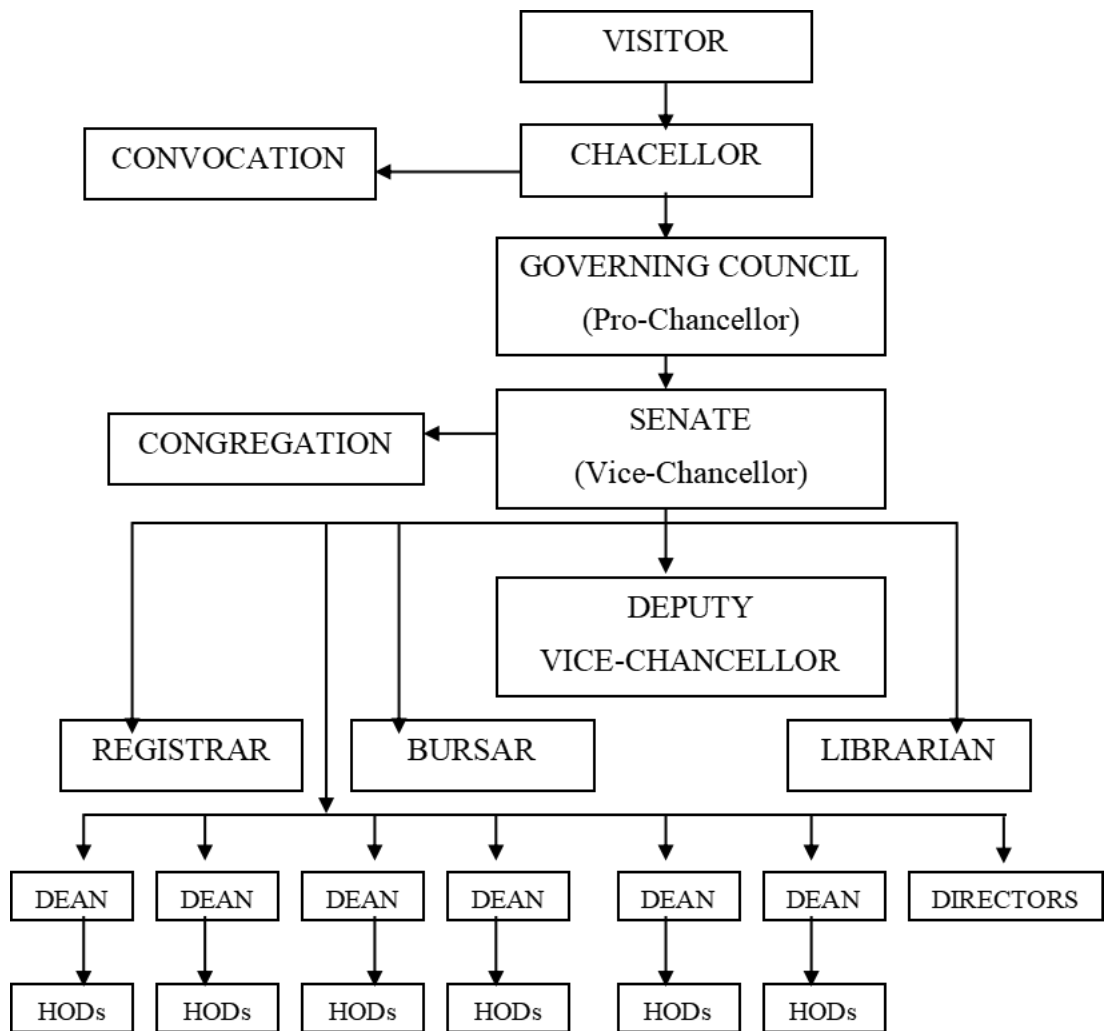 VISITOR
CONVOCATION
CHACELLOR
GOVERNING COUNCIL
(Pro-Chancellor)
CONGREGATION
SENATE
(Vice-Chancellor)
DEPUTY
VICE-CHANCELLOR
REGISTRAR
BURSAR
LIBRARIAN
DEAN
DEAN
DEAN
DEAN
DEAN
DEAN
DIRECTORS
HODs
HODs
HODs
HODs
HODs
HODs